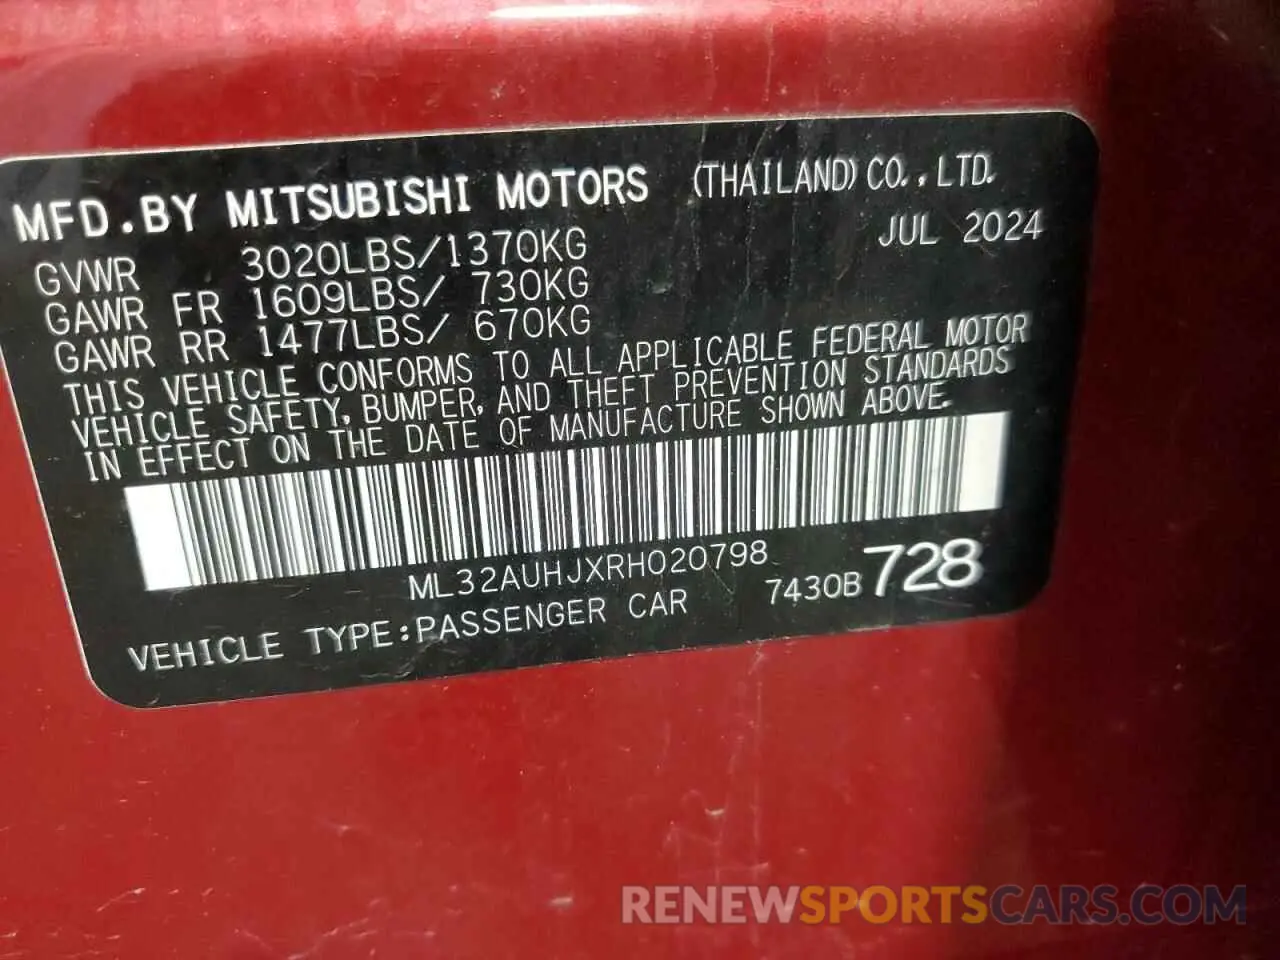 MFD.BY MITSUBISHI MOTORS (THAILAND) CO., LTD.
JUL 2024
GVWR 3020LBS/1370KG
GAWR FR 1609LBS/ 730KG
GAWR RR 1477LBS/ 670KG
THIS VEHICLE CONFORMS TO ALL APPLICABLE FEDERAL MOTOR
VEHICLE SAFETY, BUMPER, AND THEFT PREVENTION STANDARDS
IN EFFECT ON THE DATE OF MANUFACTURE SHOWN ABOVE.
ML32AUHJXRH020798
VEHICLE TYPE:PASSENGER CAR 7430B 728
RENEWSPORTSCARS.COM